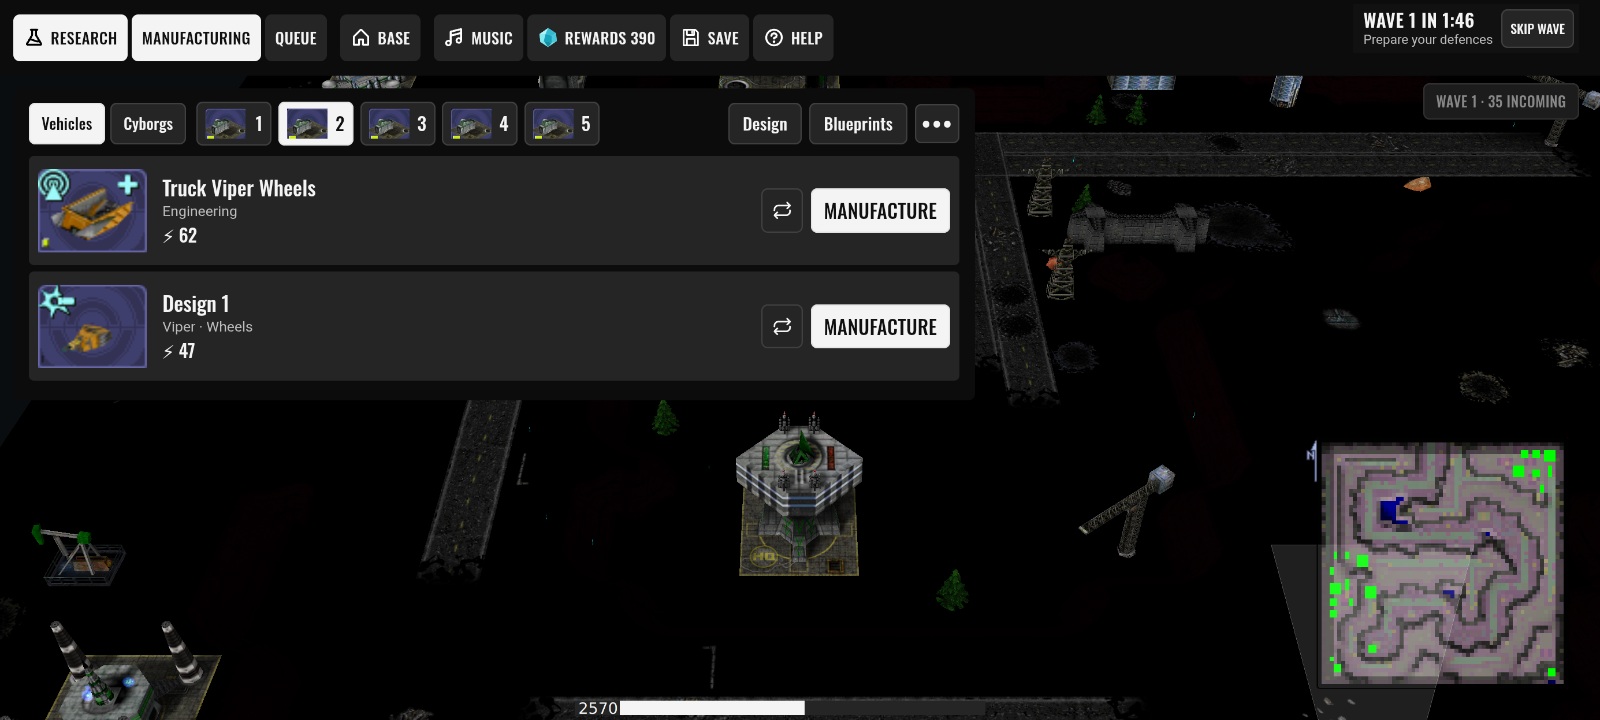 RESEARCH
MANUFACTURING
QUEUE
BASE
MUSIC
REWARDS 390
SAVE
HELP
WAVE 1 IN 1:46
Prepare your defences
SKIP WAVE
WAVE 1 · 35 INCOMING
Vehicles
Cyborgs
1
2
3
4
5
Design
Blueprints
Truck Viper Wheels
Engineering
62
MANUFACTURE
Design 1
Viper · Wheels
47
MANUFACTURE
HQ
N
2570